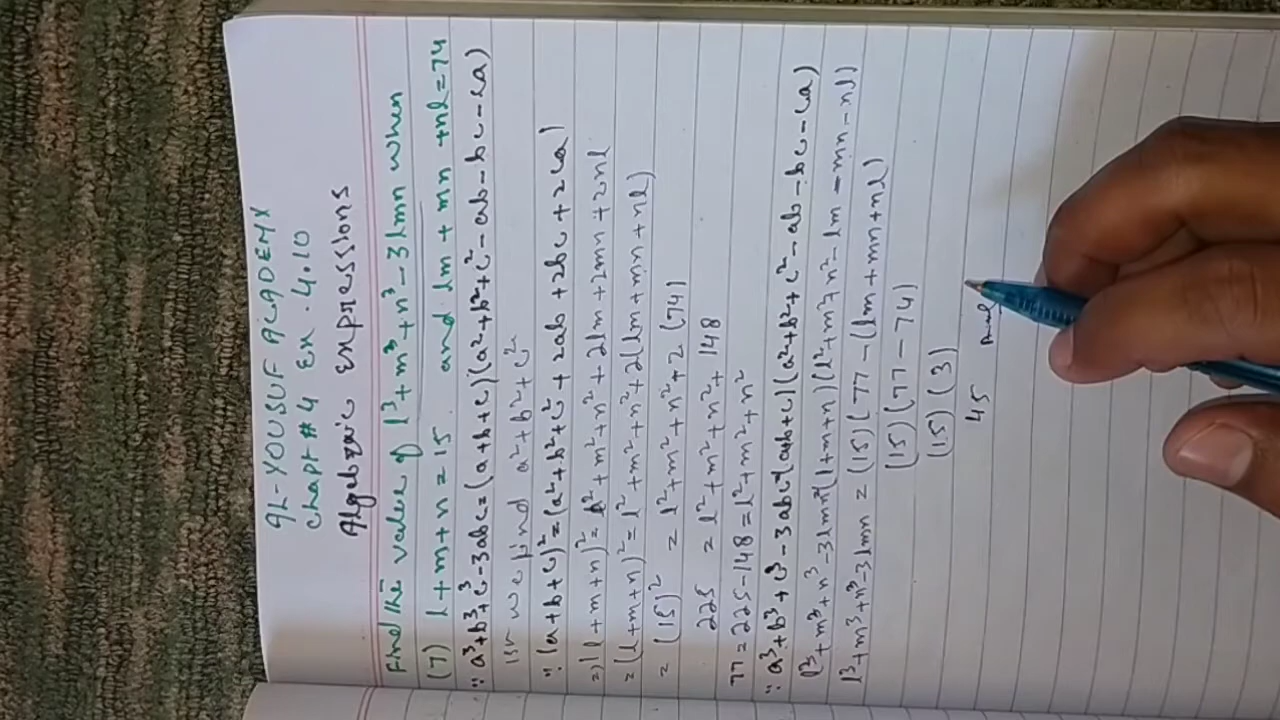 AL-YOUSUF ACADEMY
Chapt # 4 Ex. 4.10
Algebraic expressions
Find the value of l³+m³+n³-3lmn when
(7) l+m+n=15 and lm+mn+nl=74
∵ a³+b³+c³-3abc=(a+b+c)(a²+b²+c²-ab-bc-ca)
1st we find a²+b²+c²
∵ (a+b+c)²=(a²+b²+c²+2ab+2bc+2ca)
=>(l+m+n)²=l²+m²+n²+2lm+2mn+2nl
=(l+m+n)²=l²+m²+n²+2(lm+mn+nl)
=(15)² = l²+m²+n²+2(74)
225 = l²+m²+n²+148
77=225-148=l²+m²+n²
∵ a³+b³+c³-3abc=(a+b+c)(a²+b²+c²-ab-bc-ca)
l³+m³+n³-3lmn=(l+m+n)(l²+m²+n²-lm-mn-nl)
l³+m³+n³-3lmn=(15)(77-(lm+mn+nl)
(15)(77-74)
(15)(3)
45